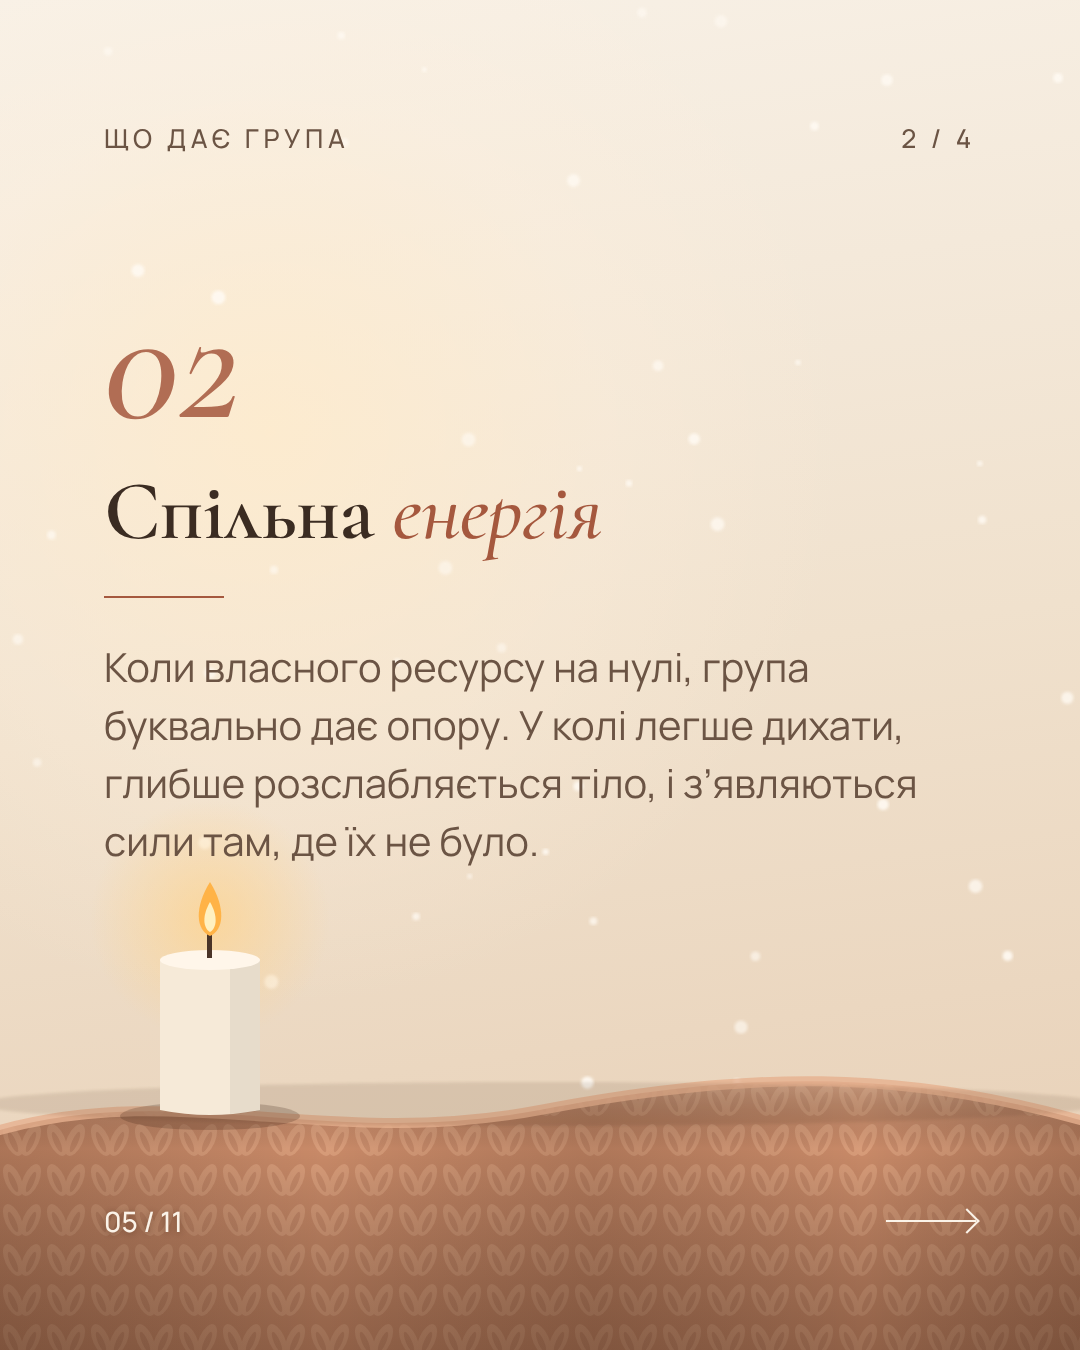 ЩО ДАЄ ГРУПА
2 / 4
02
Спільна енергія
Коли власного ресурсу на нулі, група
буквально дає опору. У колі легше дихати,
глибше розслабляється тіло, і з’являються
сили там, де їх не було.
05 / 11